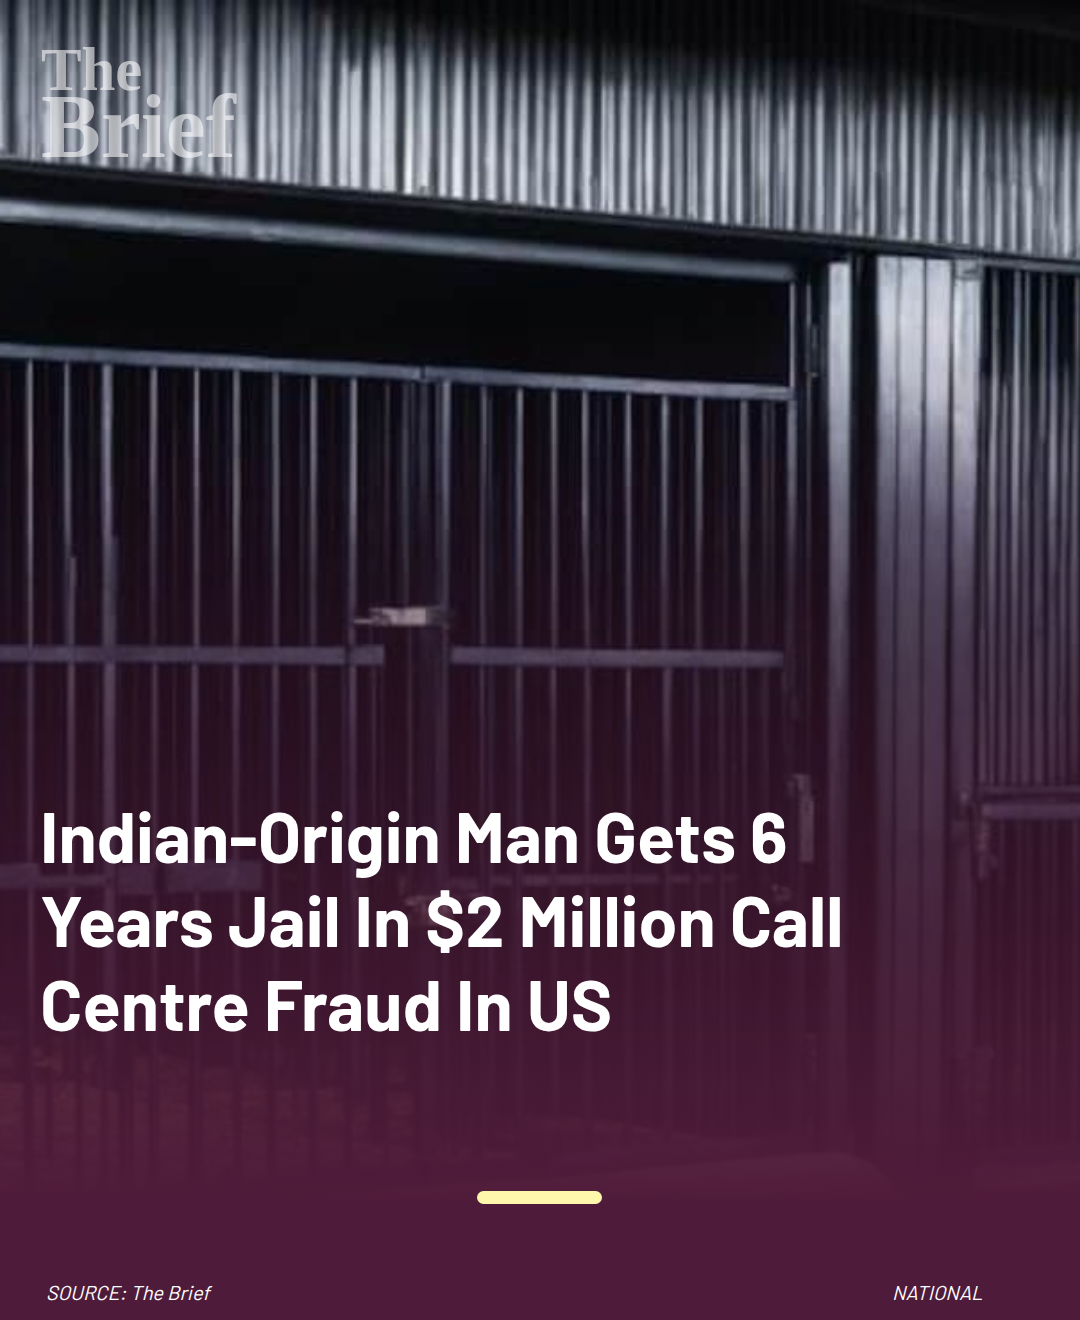 The
Brief
Indian-Origin Man Gets 6
Years Jail In $2 Million Call
Centre Fraud In US
SOURCE: The Brief
NATIONAL